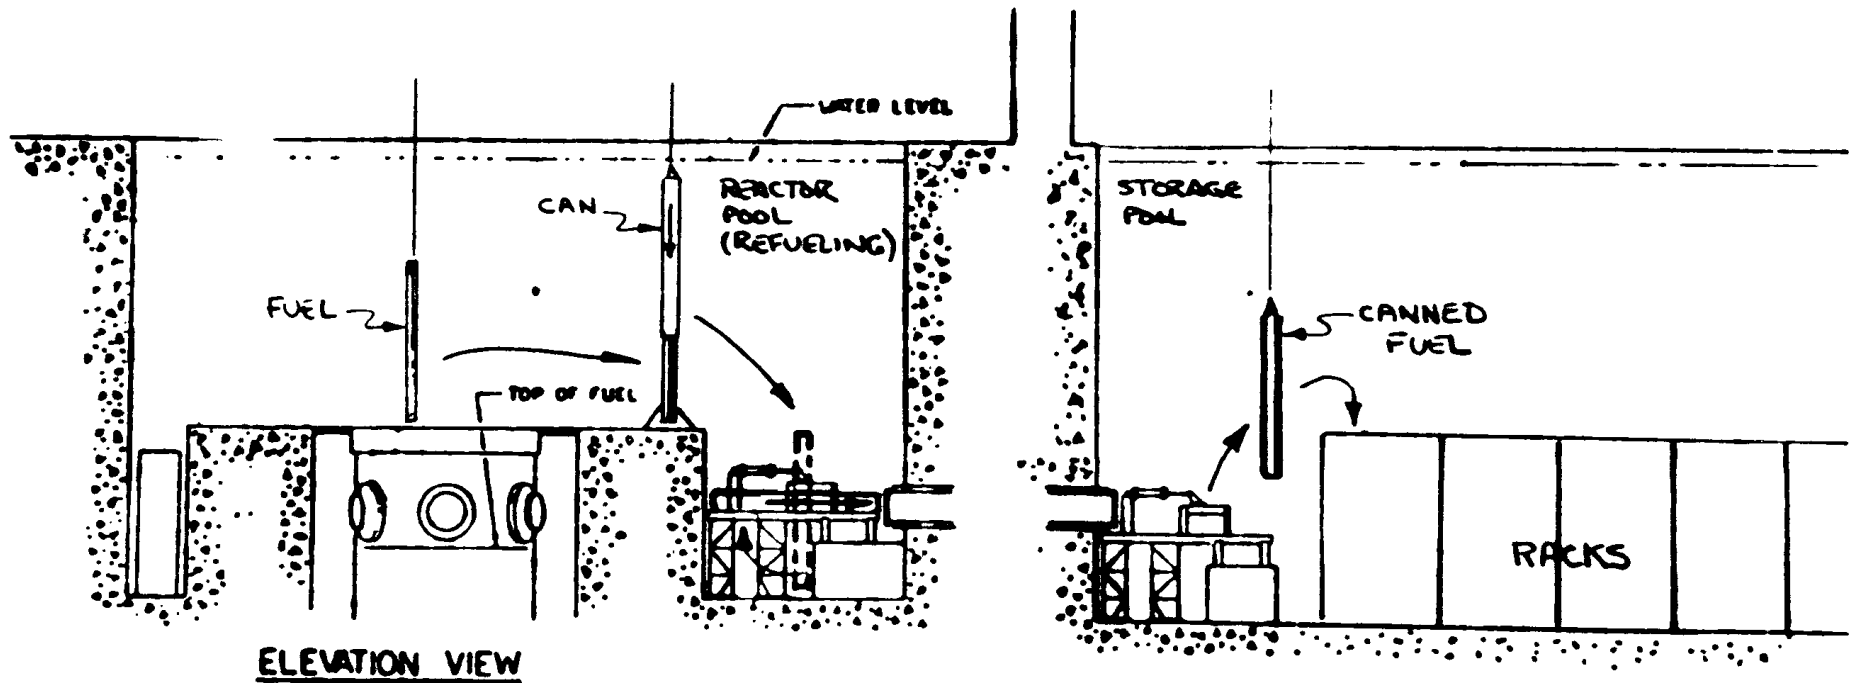 WATER LEVEL
CAN
REACTOR
POOL
(REFUELING)
FUEL
TOP OF FUEL
STORAGE
POOL
CANNED
FUEL
RACKS
ELEVATION VIEW